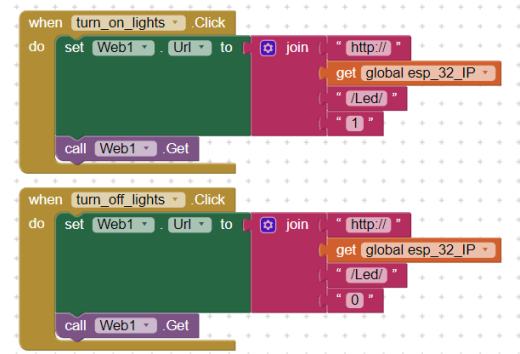 when turn_on_lights .Click
do set Web1 . Url to join " http:// "
get global esp_32_IP
" /Led/ "
" 1 "
call Web1 .Get
when turn_off_lights .Click
do set Web1 . Url to join " http:// "
get global esp_32_IP
" /Led/ "
" 0 "
call Web1 .Get